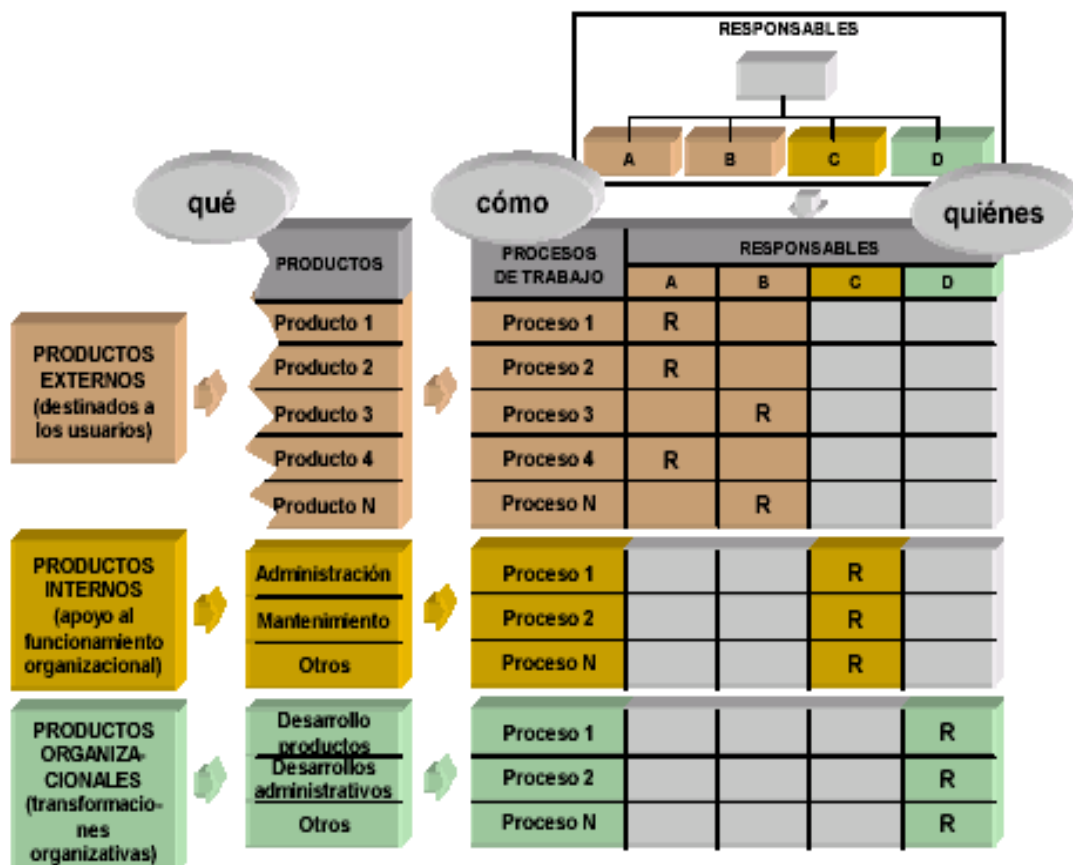 RESPONSABLES
A B C D
qué
cómo
quiénes
PRODUCTOS
PROCESOS
DE TRABAJO
RESPONSABLES
A B C D
PRODUCTOS
EXTERNOS
(destinados a
los usuarios)
Producto 1
Proceso 1 R
Producto 2
Proceso 2 R
Producto 3
Proceso 3 R
Producto 4
Proceso 4 R
Producto N
Proceso N R
PRODUCTOS
INTERNOS
(apoyo al
funcionamiento
organizacional)
Administración
Proceso 1 R
Mantenimiento
Proceso 2 R
Otros
Proceso N R
PRODUCTOS
ORGANIZA-
CIONALES
(transformacio-
nes
organizativas)
Desarrollo
productos
Proceso 1 R
Desarrollos
administrativos
Proceso 2 R
Otros
Proceso N R